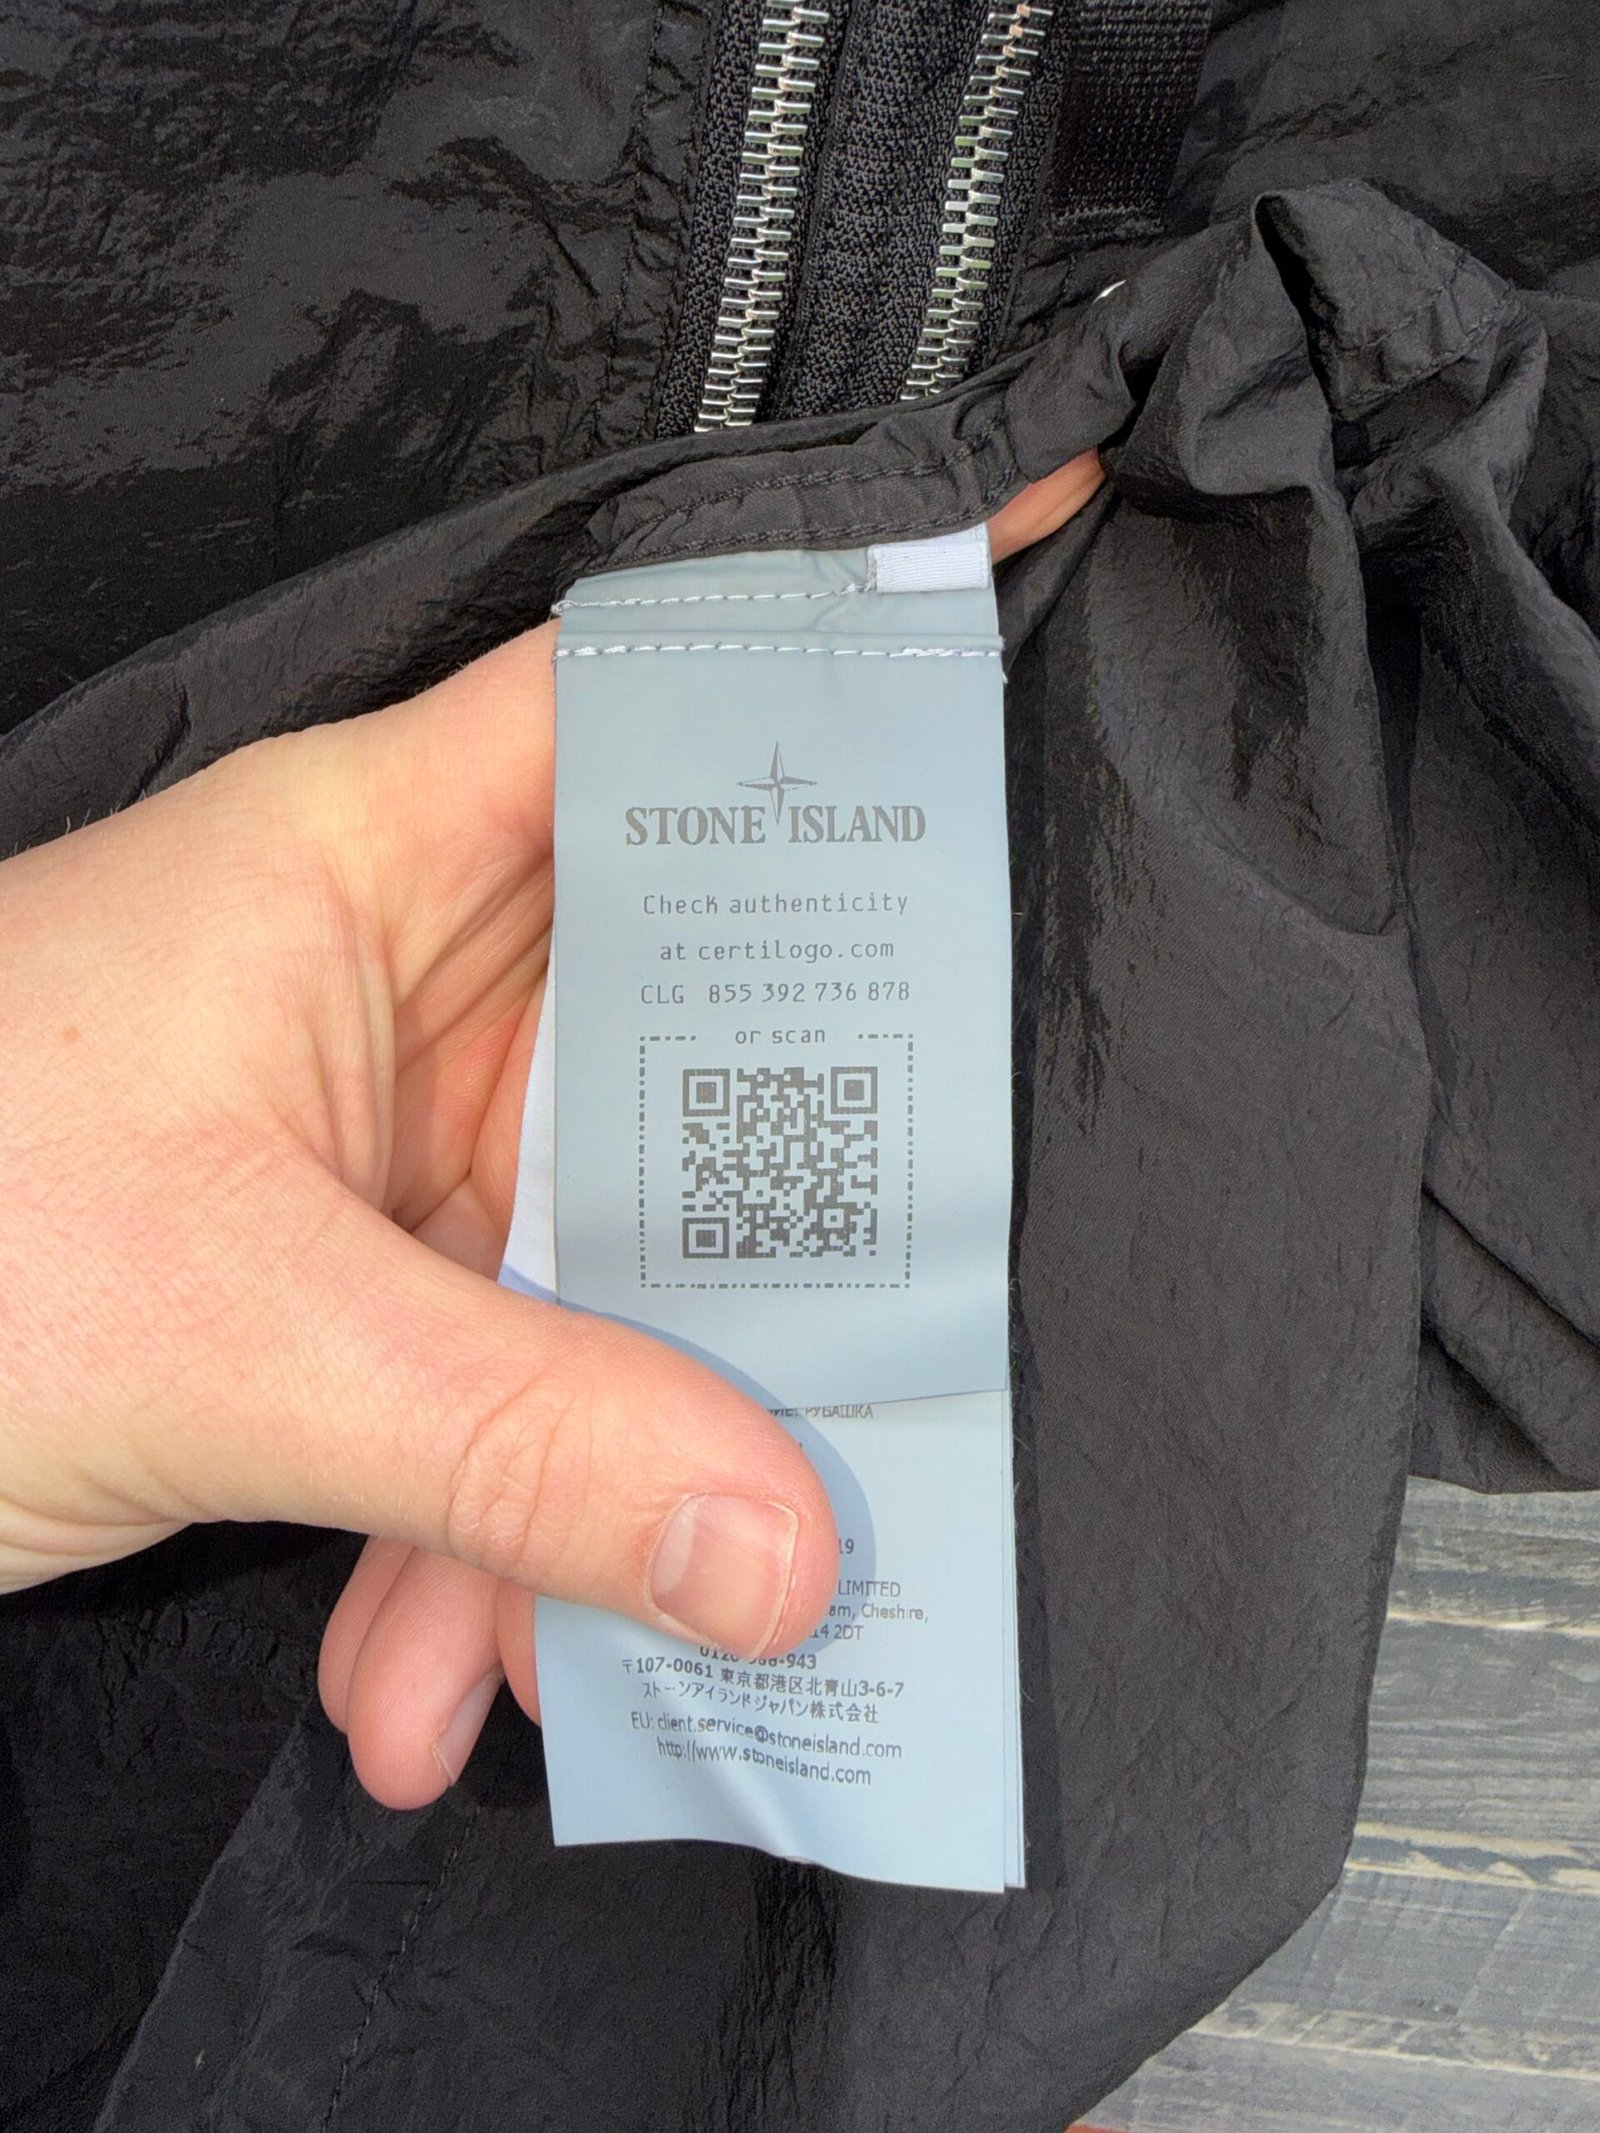 STONE ISLAND
Check authenticity
at certilogo.com
CLG 855 392 736 878
or scan
РУБАШКА
19
LIMITED
Cheshire,
14 2DT
-943
〒107-0061 東京都港区北青山3-6-7
ストーンアイランドジャパン株式会社
EU: client.service@stoneisland.com
http://www.stoneisland.com